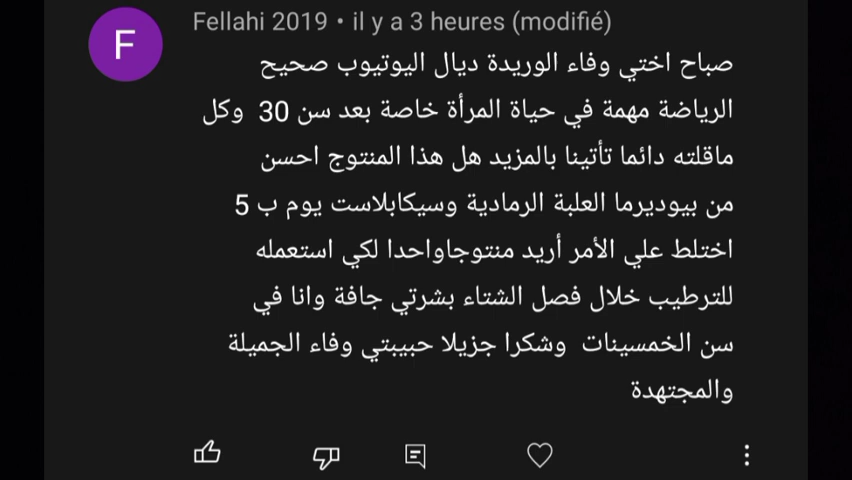 F
Fellahi 2019 • il y a 3 heures (modifié)
صباح اختي وفاء الوريدة ديال اليوتيوب صحيح
الرياضة مهمة في حياة المرأة خاصة بعد سن 30 وكل
ماقلته دائما تأتينا بالمزيد هل هذا المنتوج احسن
من بيوديرما العلبة الرمادية وسيكابلاست يوم ب 5
اختلط علي الأمر أريد منتوجاواحدا لكي استعمله
للترطيب خلال فصل الشتاء بشرتي جافة وانا في
سن الخمسينات وشكرا جزيلا حبيبتي وفاء الجميلة
والمجتهدة